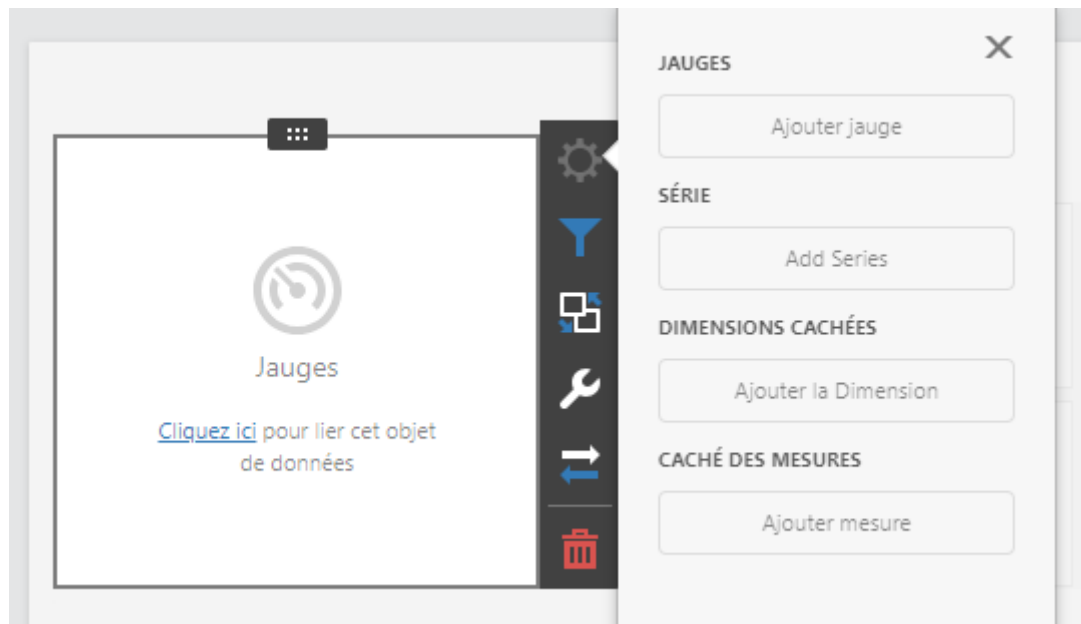 Jauges
Cliquez ici pour lier cet objet
de données
JAUGES
Ajouter jauge
SÉRIE
Add Series
DIMENSIONS CACHÉES
Ajouter la Dimension
CACHÉ DES MESURES
Ajouter mesure